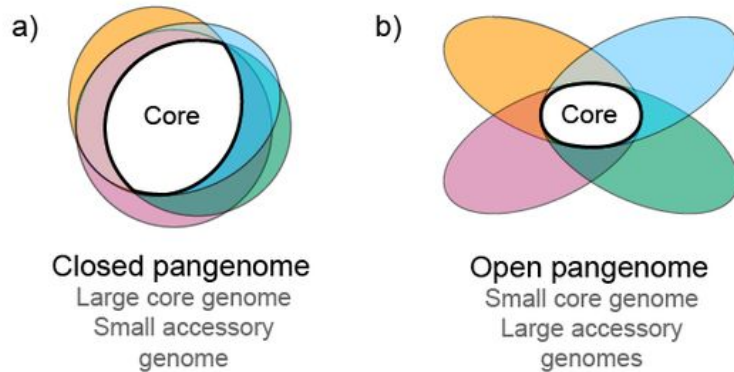 a)
Core
Closed pangenome
Large core genome
Small accessory
genome
b)
Core
Open pangenome
Small core genome
Large accessory
genomes